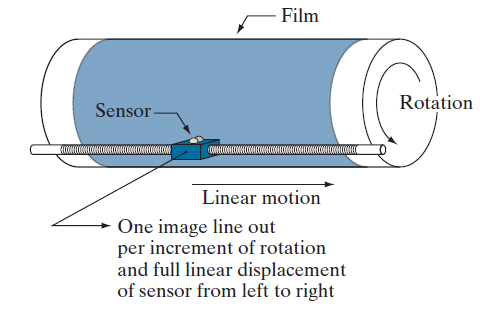 Film
Sensor
Rotation
Linear motion
One image line out
per increment of rotation
and full linear displacement
of sensor from left to right